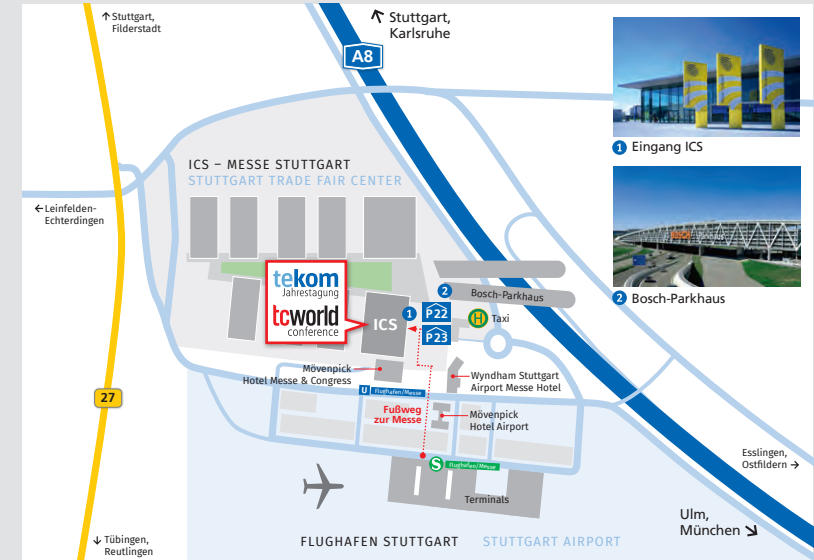 ↑ Stuttgart,
Filderstadt
↖ Stuttgart,
Karlsruhe
A8
1 Eingang ICS
ICS – MESSE STUTTGART
STUTTGART TRADE FAIR CENTER
← Leinfelden-
Echterdingen
tekom
Jahrestagung
tcworld
conference
ICS
1
2
Bosch-Parkhaus
P22
P23
H Taxi
BOSCH
2 Bosch-Parkhaus
Mövenpick
Hotel Messe & Congress
Wyndham Stuttgart
Airport Messe Hotel
U Flughafen/Messe
27
Fußweg
zur Messe
Mövenpick
Hotel Airport
S Flughafen/Messe
Terminals
Esslingen,
Ostfildern →
Ulm,
München ↘
↓ Tübingen,
Reutlingen
FLUGHAFEN STUTTGART STUTTGART AIRPORT